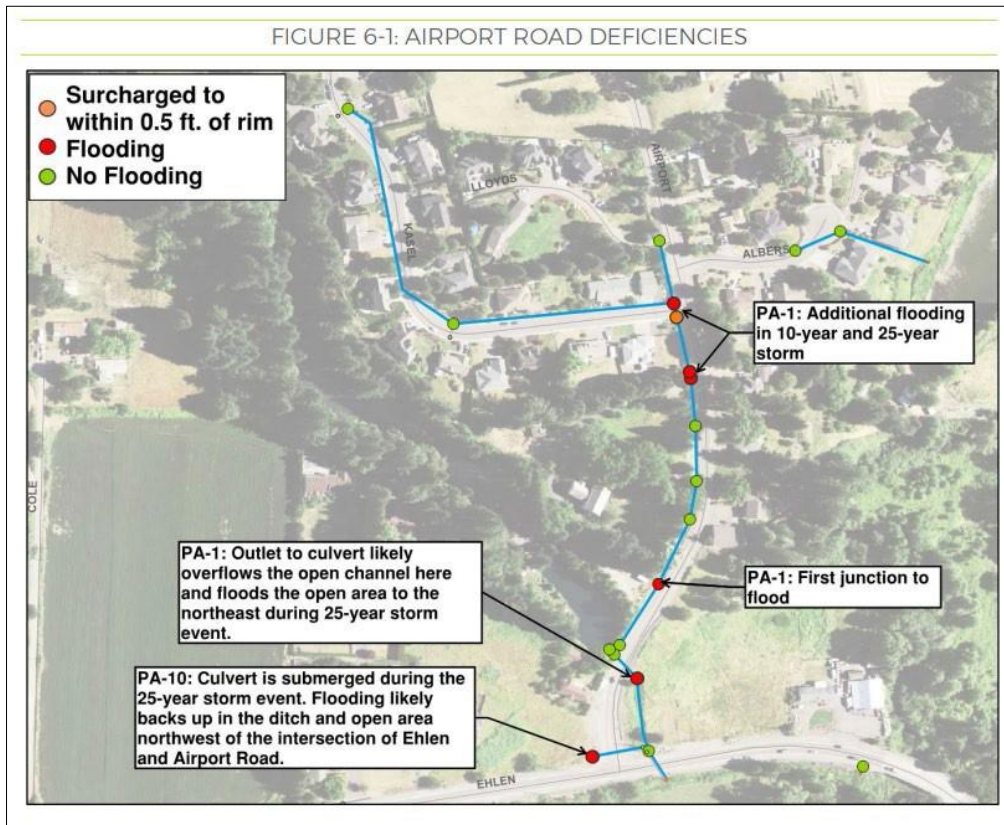 FIGURE 6-1: AIRPORT ROAD DEFICIENCIES
Surcharged to
within 0.5 ft. of rim
Flooding
No Flooding
AIRPORT
LLOYDS
KASEL
ALBERS
PA-1: Additional flooding
in 10-year and 25-year
storm
COLE
PA-1: Outlet to culvert likely
overflows the open channel here
and floods the open area to the
northeast during 25-year storm
event.
PA-1: First junction to
flood
PA-10: Culvert is submerged during the
25-year storm event. Flooding likely
backs up in the ditch and open area
northwest of the intersection of Ehlen
and Airport Road.
EHLEN